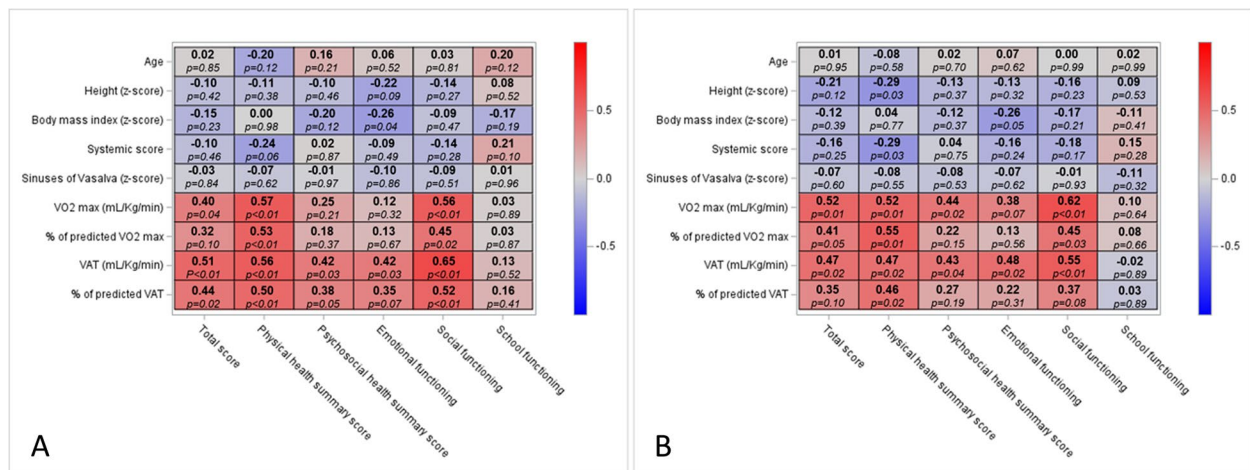 Age 0.02 -0.20 0.16 0.06 0.03 0.20
p=0.85 p=0.12 p=0.21 p=0.52 p=0.81 p=0.12
Height (z-score) -0.10 -0.11 -0.10 -0.22 -0.14 0.08
p=0.42 p=0.38 p=0.46 p=0.09 p=0.27 p=0.52
Body mass index (z-score) -0.15 0.00 -0.20 -0.26 -0.09 -0.17
p=0.23 p=0.98 p=0.12 p=0.04 p=0.47 p=0.19
Systemic score -0.10 -0.24 0.02 -0.09 -0.14 0.21
p=0.46 p=0.06 p=0.87 p=0.49 p=0.28 p=0.10
Sinuses of Vasalva (z-score) -0.03 -0.07 -0.01 -0.10 -0.09 0.01
p=0.84 p=0.62 p=0.97 p=0.86 p=0.51 p=0.96
VO2 max (mL/Kg/min) 0.40 0.57 0.25 0.12 0.56 0.03
p=0.04 p<0.01 p=0.21 p=0.32 p<0.01 p=0.89
% of predicted VO2 max 0.32 0.53 0.18 0.13 0.45 0.03
p=0.10 p<0.01 p=0.37 p=0.67 p=0.02 p=0.87
VAT (mL/Kg/min) 0.51 0.56 0.42 0.42 0.65 0.13
P<0.01 p<0.01 p=0.03 p=0.03 p<0.01 p=0.52
% of predicted VAT 0.44 0.50 0.38 0.35 0.52 0.16
p=0.02 p<0.01 p=0.05 p=0.07 p<0.01 p=0.41
Total score
Physical health summary score
Psychosocial health summary score
Emotional functioning
Social functioning
School functioning
0.5
0.0
-0.5
A
Age 0.01 -0.08 0.02 0.07 0.00 0.02
p=0.95 p=0.58 p=0.70 p=0.62 p=0.99 p=0.99
Height (z-score) -0.21 -0.29 -0.13 -0.13 -0.16 0.09
p=0.12 p=0.03 p=0.37 p=0.32 p=0.23 p=0.53
Body mass index (z-score) -0.12 0.04 -0.12 -0.26 -0.17 -0.11
p=0.39 p=0.77 p=0.37 p=0.05 p=0.21 p=0.41
Systemic score -0.16 -0.29 0.04 -0.16 -0.18 0.15
p=0.25 p=0.03 p=0.75 p=0.24 p=0.17 p=0.28
Sinuses of Vasalva (z-score) -0.07 -0.08 -0.08 -0.07 -0.01 -0.11
p=0.60 p=0.55 p=0.53 p=0.62 p=0.93 p=0.32
VO2 max (mL/Kg/min) 0.52 0.52 0.44 0.38 0.62 0.10
p=0.01 p=0.01 p=0.02 p=0.07 p<0.01 p=0.64
% of predicted VO2 max 0.41 0.55 0.22 0.13 0.45 0.08
p=0.05 p=0.01 p=0.15 p=0.56 p=0.03 p=0.66
VAT (mL/Kg/min) 0.47 0.47 0.43 0.48 0.55 -0.02
p=0.02 p=0.02 p=0.04 p=0.02 p<0.01 p=0.89
% of predicted VAT 0.35 0.46 0.27 0.22 0.37 0.03
p=0.10 p=0.02 p=0.19 p=0.31 p=0.08 p=0.89
Total score
Physical health summary score
Psychosocial health summary score
Emotional functioning
Social functioning
School functioning
0.5
0.0
-0.5
B